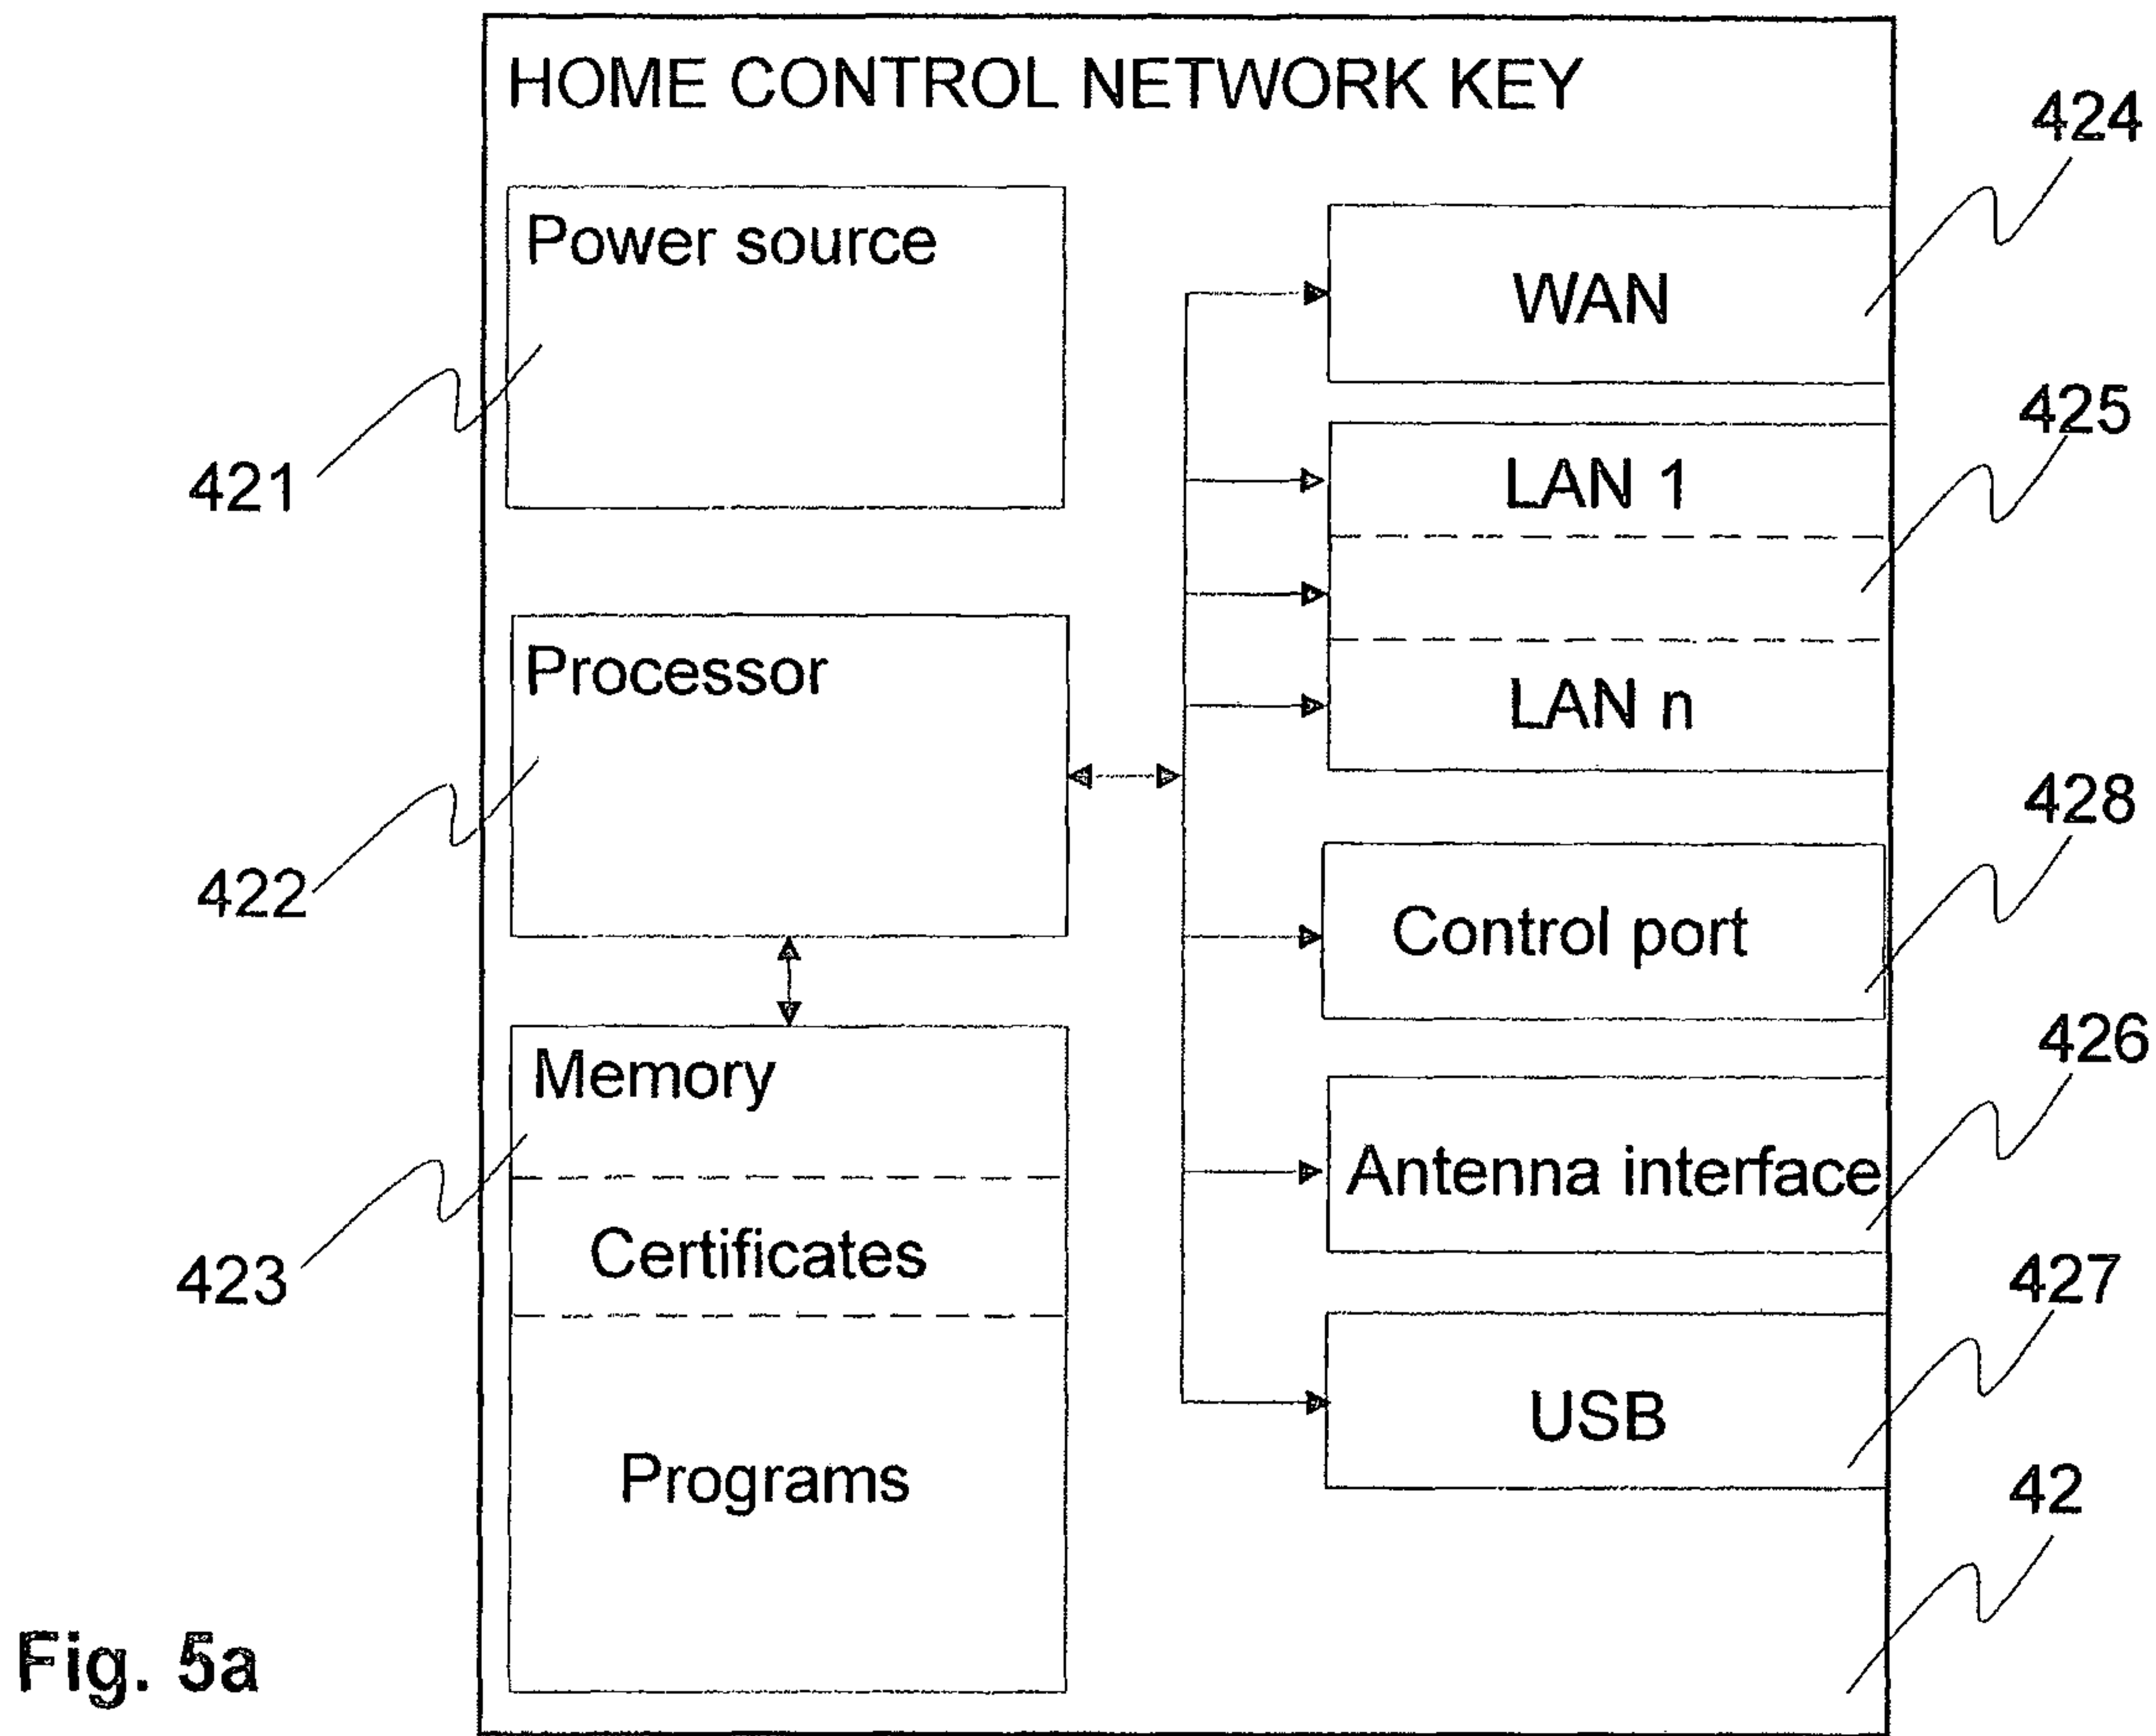 HOME CONTROL NETWORK KEY
Power source
421
Processor
422
Memory
Certificates
Programs
423
WAN
424
LAN 1
425
LAN n
Control port
428
Antenna interface
426
USB
427
42
Fig. 5a